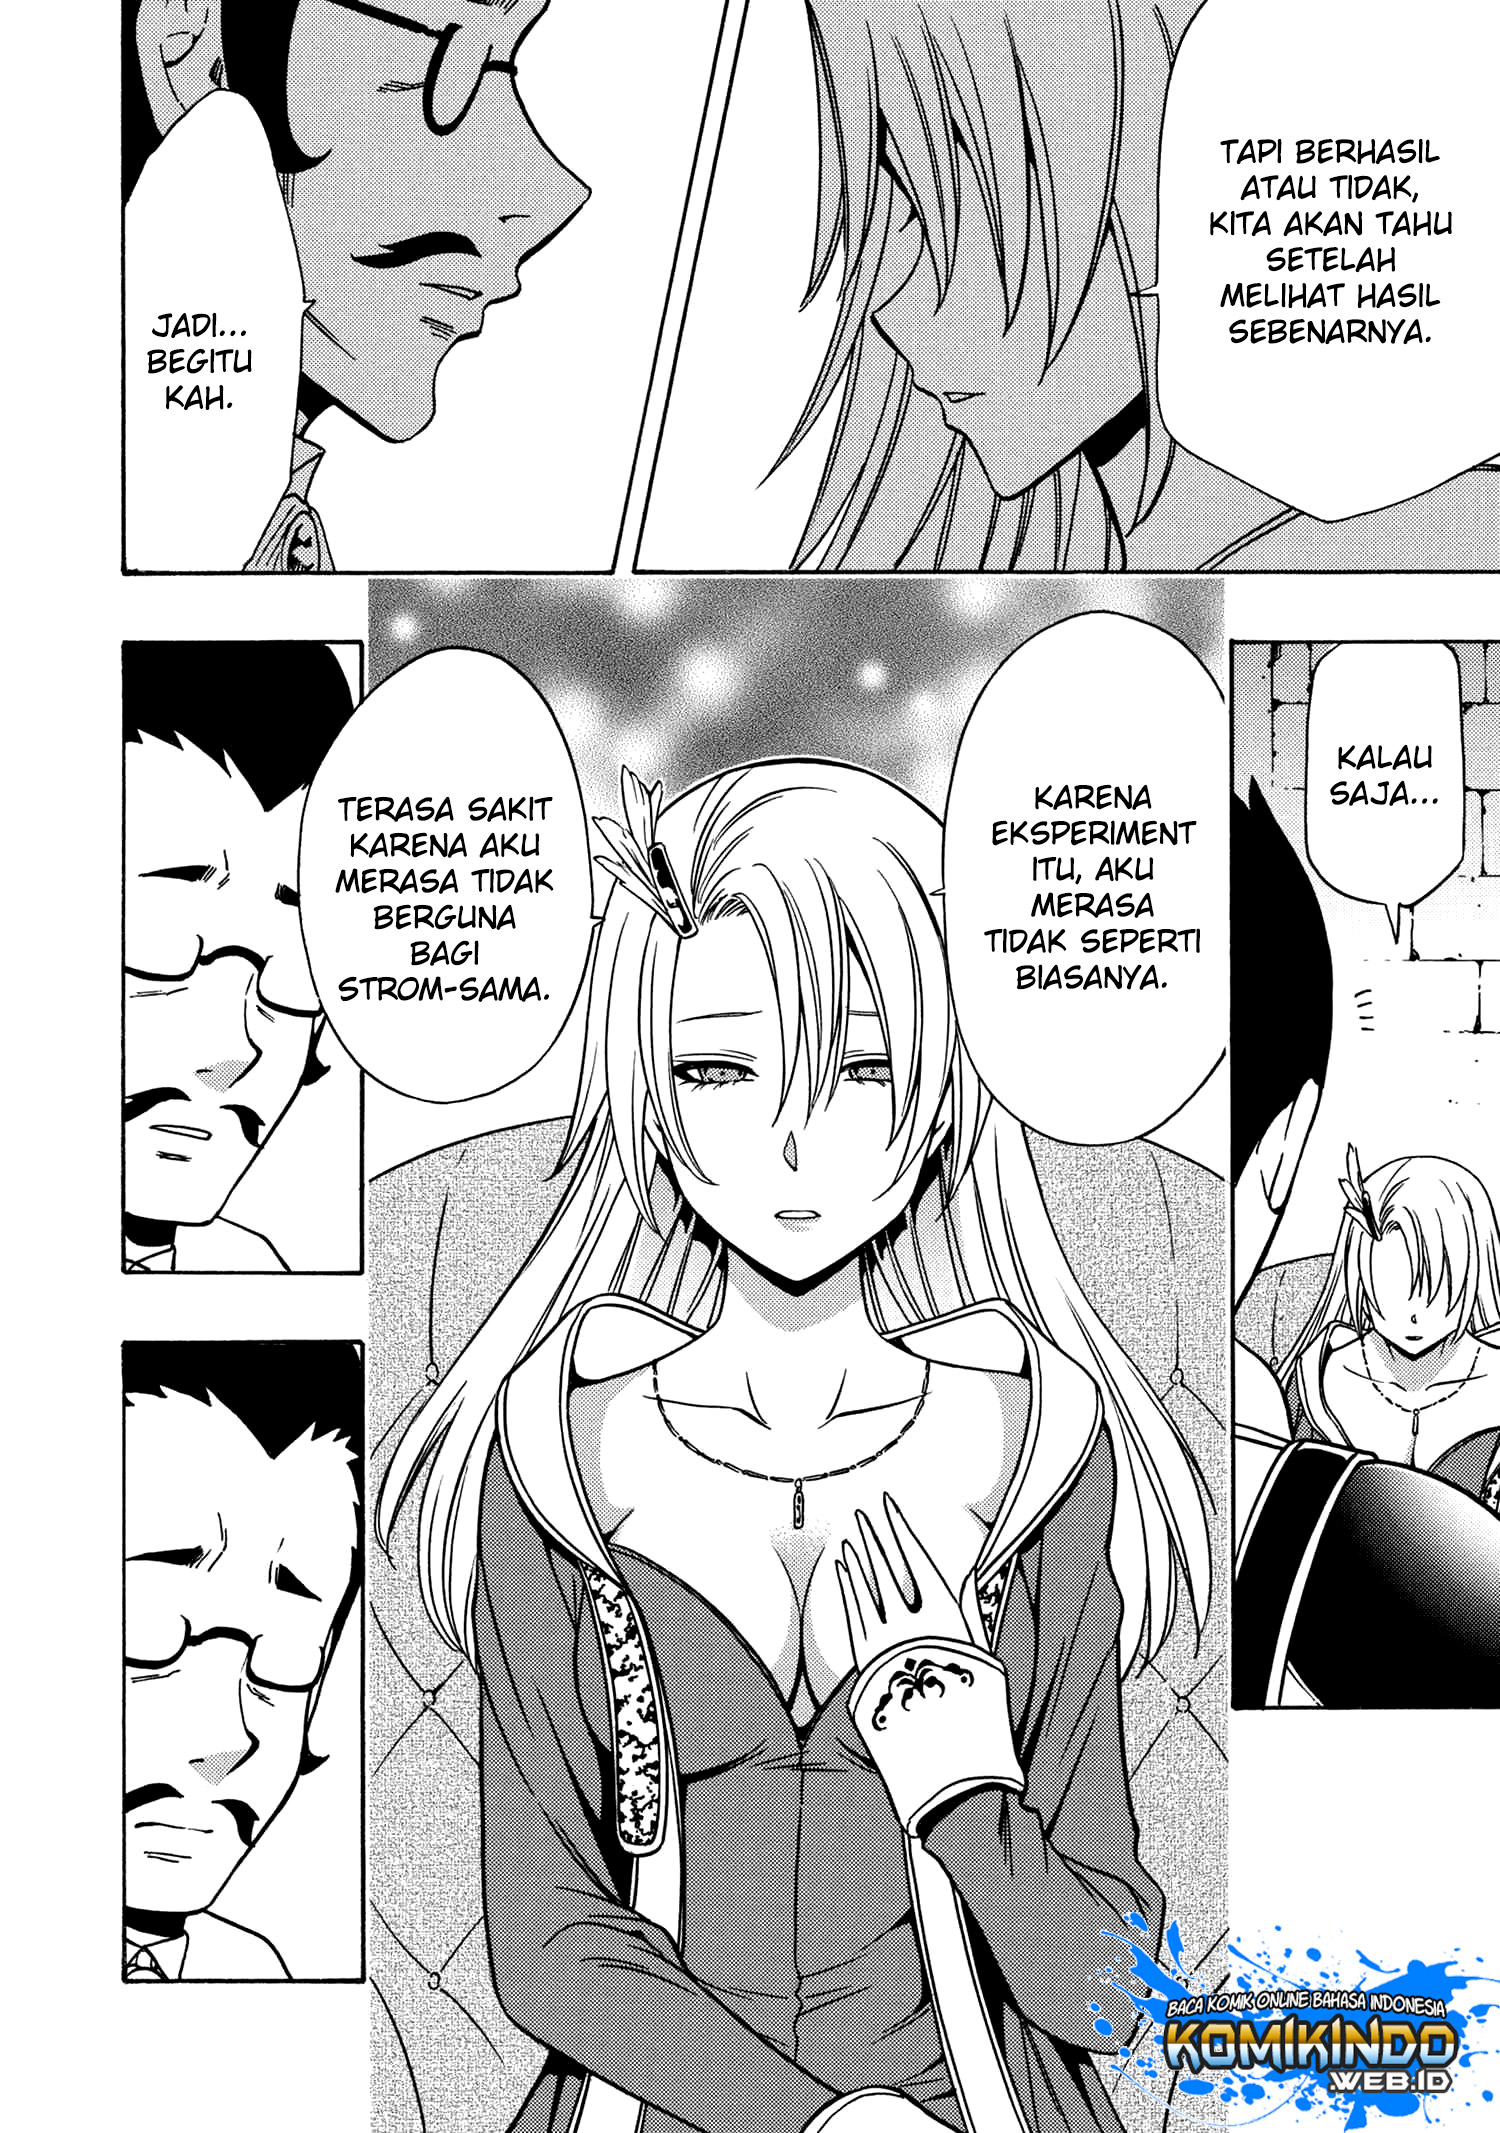 TAPI BERHASIL
ATAU TIDAK,
KITA AKAN TAHU
SETELAH
MELIHAT HASIL
SEBENARNYA.
JADI...
BEGITU
KAH.
KALAU
SAJA...
KARENA
EKSPERIMENT
ITU, AKU
MERASA
TIDAK SEPERTI
BIASANYA.
TERASA SAKIT
KARENA AKU
MERASA TIDAK
BERGUNA
BAGI
STROM-SAMA.
BACA KOMIK ONLINE BAHASA INDONESIA
KOMIKINDO
.WEB.ID